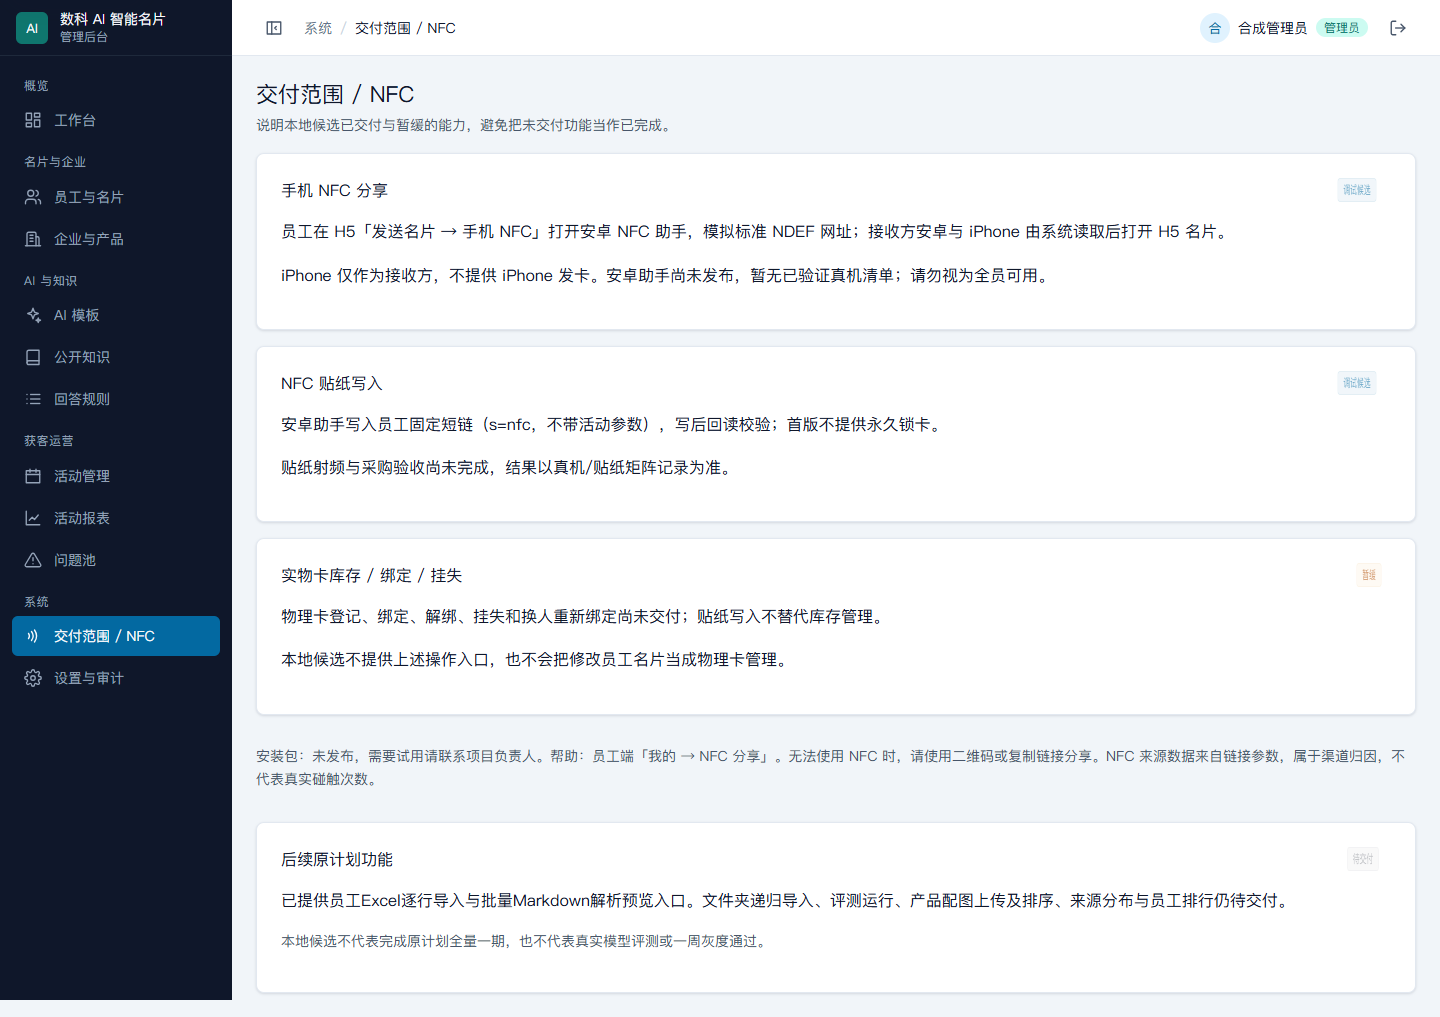 AI
数科 AI 智能名片
管理后台
概览
工作台
名片与企业
员工与名片
企业与产品
AI 与知识
AI 模板
公开知识
回答规则
获客运营
活动管理
活动报表
问题池
系统
交付范围 / NFC
设置与审计
系统 / 交付范围 / NFC
合 合成管理员 管理员
交付范围 / NFC
说明本地候选已交付与暂缓的能力，避免把未交付功能当作已完成。
手机 NFC 分享
调试候选
员工在 H5「发送名片 → 手机 NFC」打开安卓 NFC 助手，模拟标准 NDEF 网址；接收方安卓与 iPhone 由系统读取后打开 H5 名片。
iPhone 仅作为接收方，不提供 iPhone 发卡。安卓助手尚未发布，暂无已验证真机清单；请勿视为全员可用。
NFC 贴纸写入
调试候选
安卓助手写入员工固定短链（s=nfc，不带活动参数），写后回读校验；首版不提供永久锁卡。
贴纸射频与采购验收尚未完成，结果以真机/贴纸矩阵记录为准。
实物卡库存 / 绑定 / 挂失
暂缓
物理卡登记、绑定、解绑、挂失和换人重新绑定尚未交付；贴纸写入不替代库存管理。
本地候选不提供上述操作入口，也不会把修改员工名片当成物理卡管理。
安装包：未发布，需要试用请联系项目负责人。帮助：员工端「我的 → NFC 分享」。无法使用 NFC 时，请使用二维码或复制链接分享。NFC 来源数据来自链接参数，属于渠道归因，不
代表真实碰触次数。
后续原计划功能
待交付
已提供员工Excel逐行导入与批量Markdown解析预览入口。文件夹递归导入、评测运行、产品配图上传及排序、来源分布与员工排行仍待交付。
本地候选不代表完成原计划全量一期，也不代表真实模型评测或一周灰度通过。